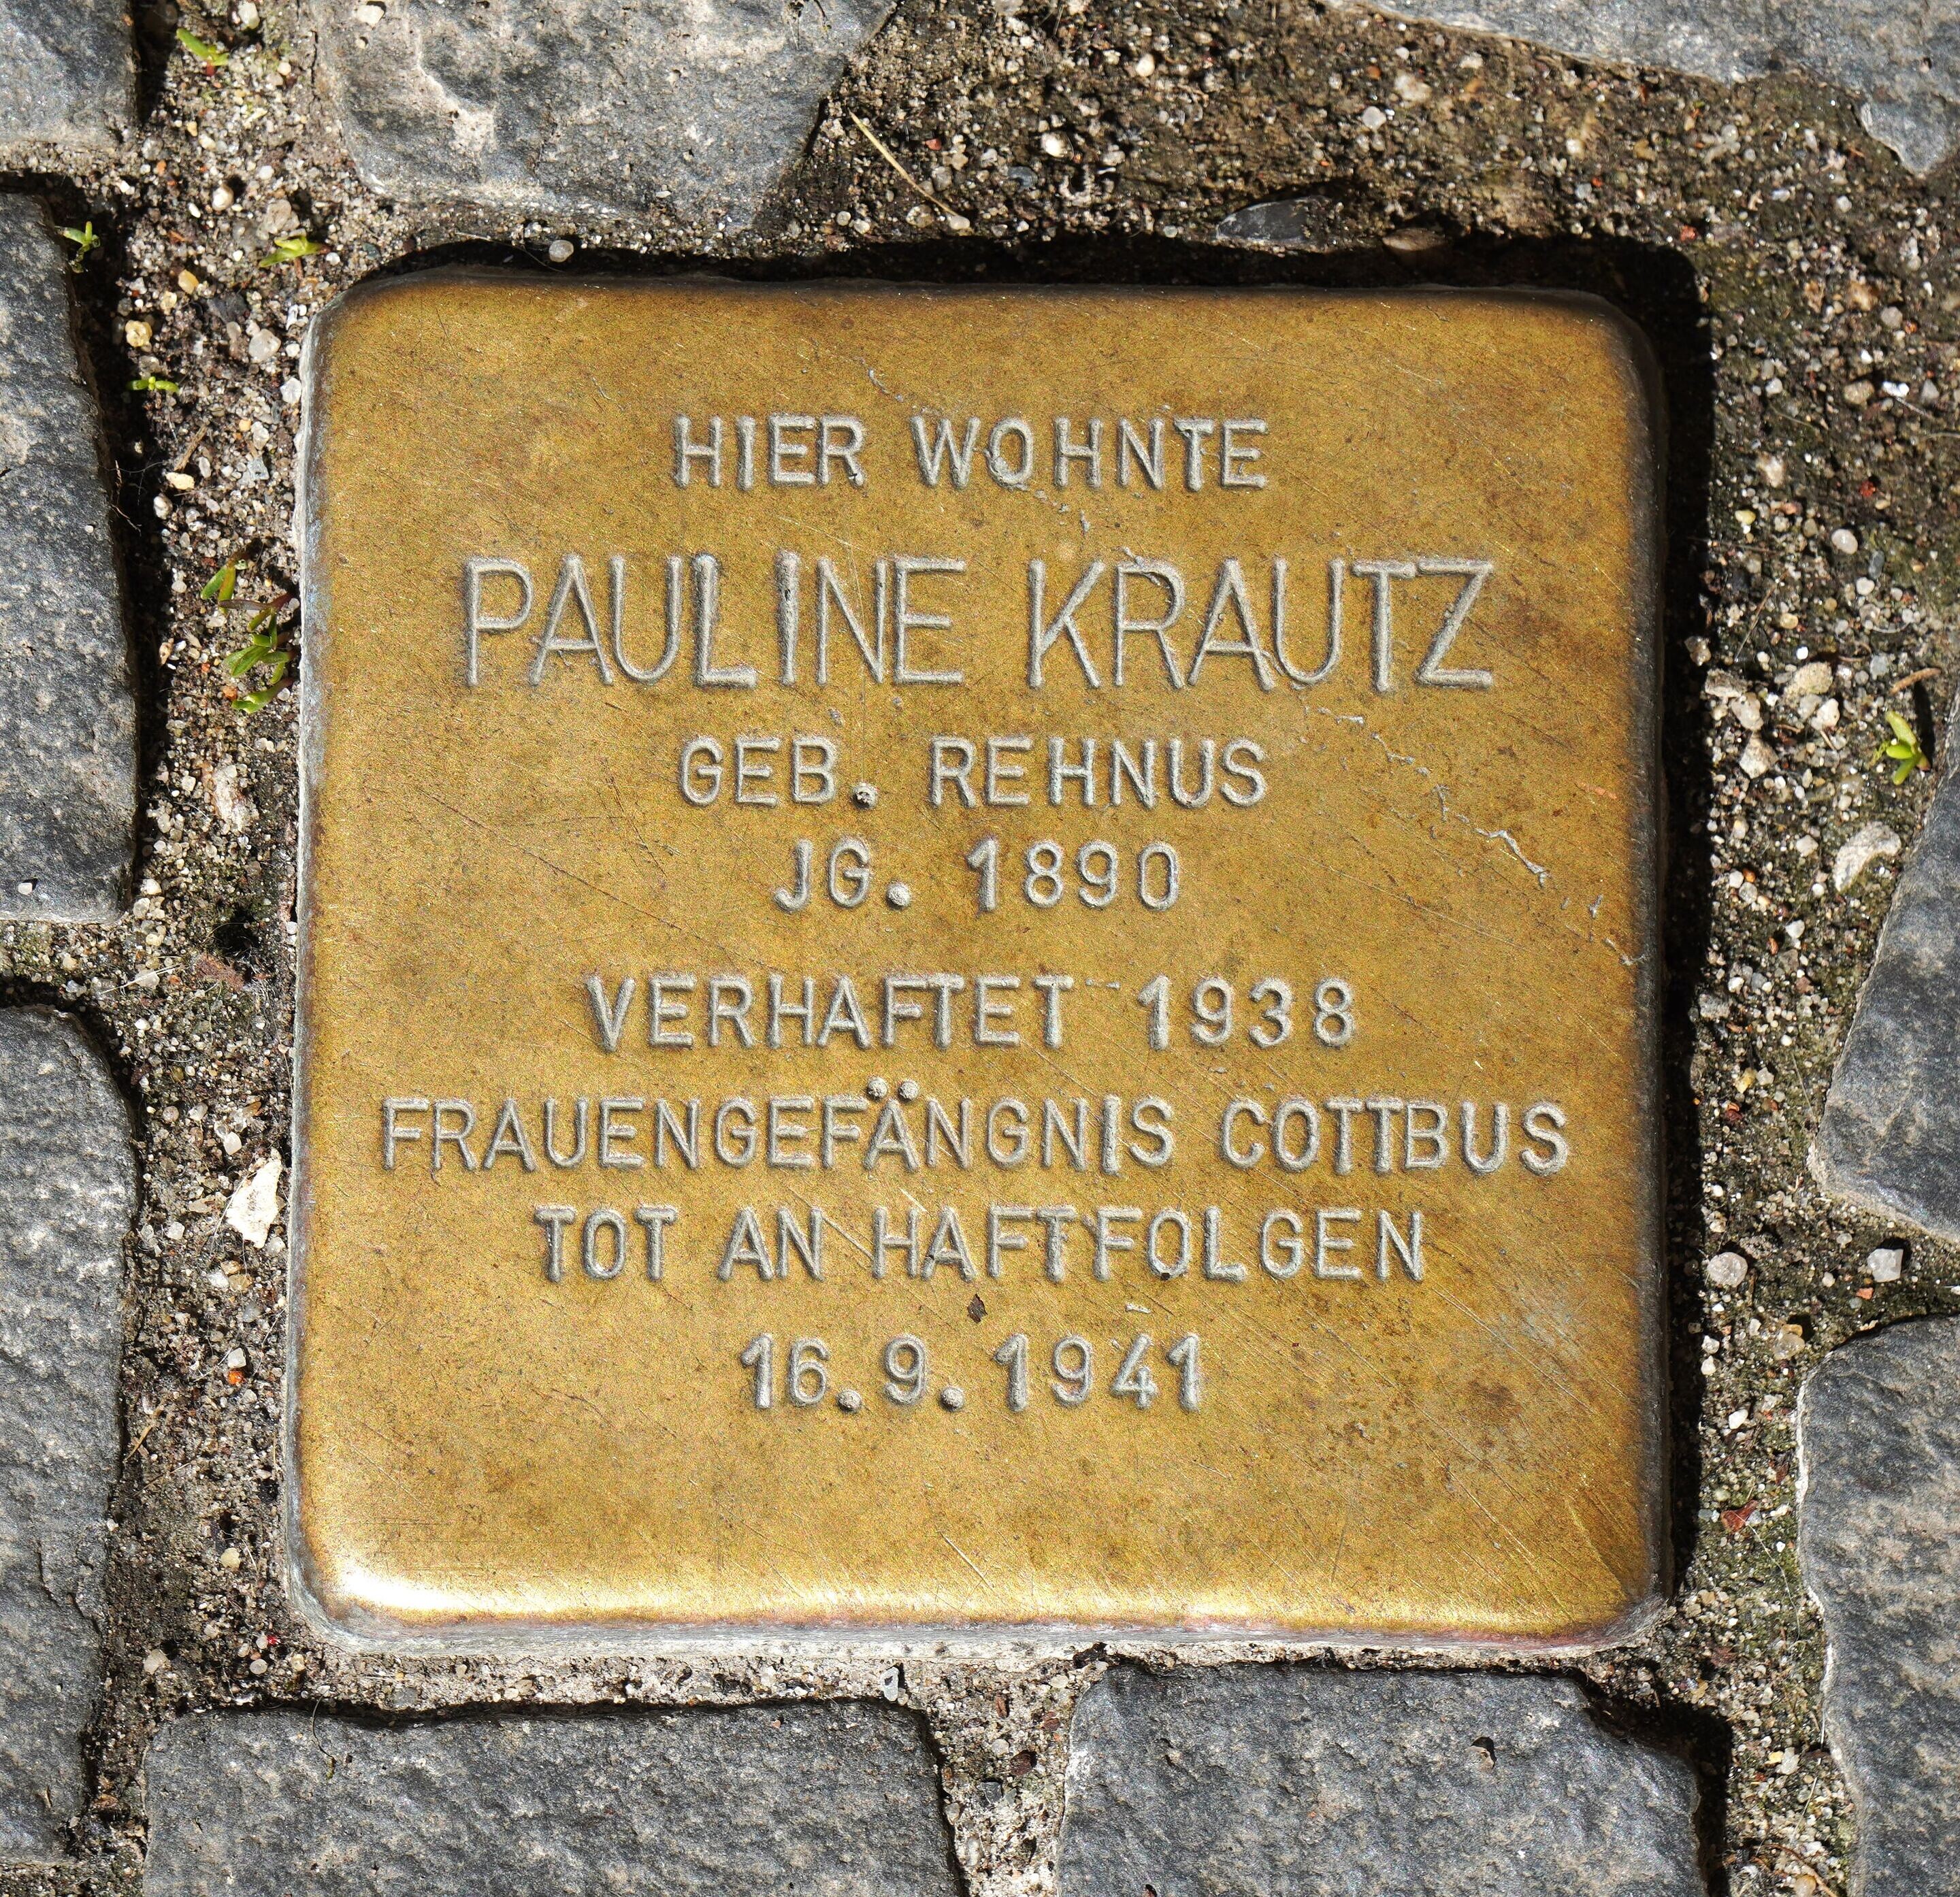 HIER WOHNTE
PAULINE KRAUTZ
GEB. REHNUS
JG. 1890
VERHAFTET 1938
FRAUENGEFÄNGNIS COTTBUS
TOT AN HAFTFOLGEN
16.9.1941